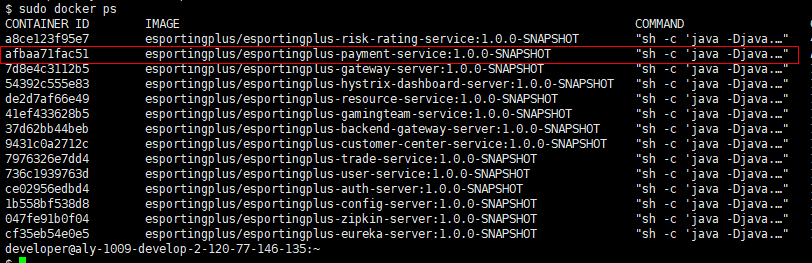 $ sudo docker ps
CONTAINER ID IMAGE COMMAND
a8ce123f95e7 esportingplus/esportingplus-risk-rating-service:1.0.0-SNAPSHOT "sh -c 'java -Djava.…"
afbaa71fac51 esportingplus/esportingplus-payment-service:1.0.0-SNAPSHOT "sh -c 'java -Djava.…"
7d8e4c3112b5 esportingplus/esportingplus-gateway-server:1.0.0-SNAPSHOT "sh -c 'java -Djava.…"
54392c555e83 esportingplus/esportingplus-hystrix-dashboard-server:1.0.0-SNAPSHOT "sh -c 'java -Djava.…"
de2d7af66e49 esportingplus/esportingplus-resource-service:1.0.0-SNAPSHOT "sh -c 'java -Djava.…"
41ef433628b5 esportingplus/esportingplus-gamingteam-service:1.0.0-SNAPSHOT "sh -c 'java -Djava.…"
37d62bb44beb esportingplus/esportingplus-backend-gateway-server:1.0.0-SNAPSHOT "sh -c 'java -Djava.…"
9431c0a2712c esportingplus/esportingplus-customer-center-service:1.0.0-SNAPSHOT "sh -c 'java -Djava.…"
7976326e7dd4 esportingplus/esportingplus-trade-service:1.0.0-SNAPSHOT "sh -c 'java -Djava.…"
736c1939763d esportingplus/esportingplus-user-service:1.0.0-SNAPSHOT "sh -c 'java -Djava.…"
ce02956edbd4 esportingplus/esportingplus-auth-server:1.0.0-SNAPSHOT "sh -c 'java -Djava.…"
1b558bf538d8 esportingplus/esportingplus-config-server:1.0.0-SNAPSHOT "sh -c 'java -Djava.…"
047fe91b0f04 esportingplus/esportingplus-zipkin-server:1.0.0-SNAPSHOT "sh -c 'java -Djava.…"
cf35eb54e0e5 esportingplus/esportingplus-eureka-server:1.0.0-SNAPSHOT "sh -c 'java -Djava.…"
developer@aly-1009-develop-2-120-77-146-135:~
$